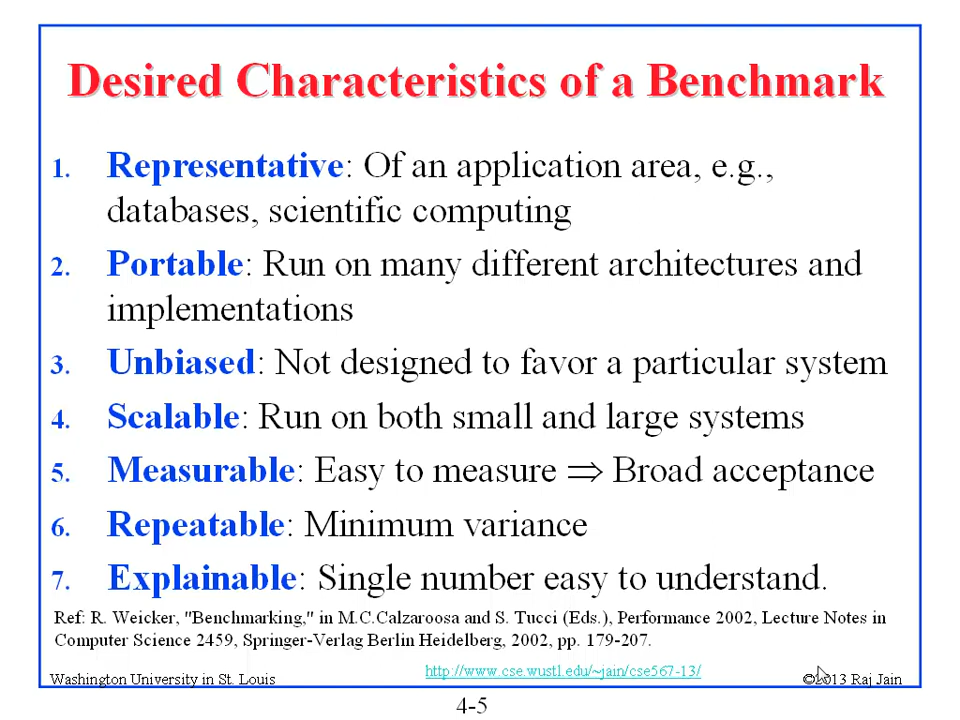 Desired Characteristics of a Benchmark
1. Representative: Of an application area, e.g.,
databases, scientific computing
2. Portable: Run on many different architectures and
implementations
3. Unbiased: Not designed to favor a particular system
4. Scalable: Run on both small and large systems
5. Measurable: Easy to measure ⇒ Broad acceptance
6. Repeatable: Minimum variance
7. Explainable: Single number easy to understand.
Ref: R. Weicker, "Benchmarking," in M.C.Calzaroosa and S. Tucci (Eds.), Performance 2002, Lecture Notes in
Computer Science 2459, Springer-Verlag Berlin Heidelberg, 2002, pp. 179-207.
Washington University in St. Louis
http://www.cse.wustl.edu/~jain/cse567-13/
©2013 Raj Jain
4-5